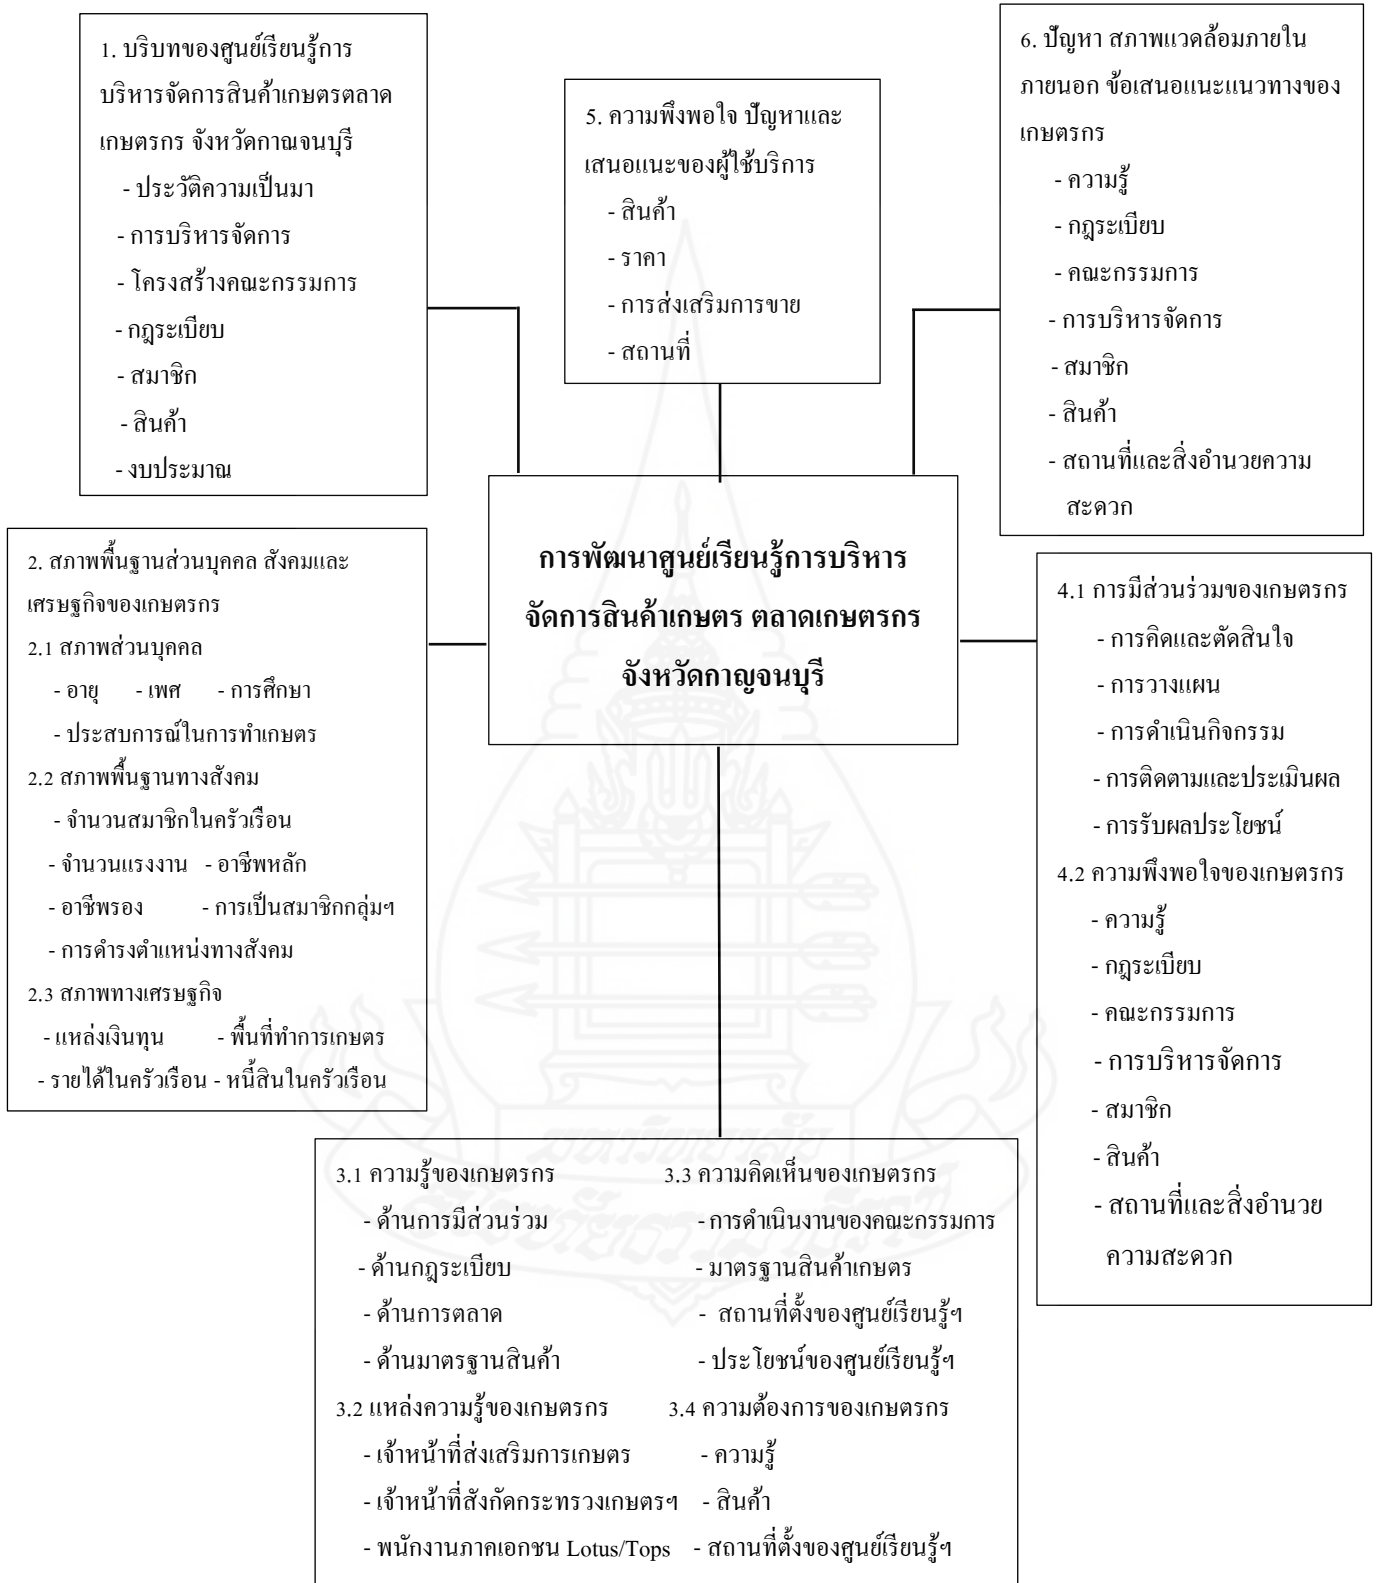 1. บริบทของศูนย์เรียนรู้การ
บริหารจัดการสินค้าเกษตรตลาด
เกษตรกร จังหวัดกาณจนบุรี
- ประวัติความเป็นมา
- การบริหารจัดการ
- โครงสร้างคณะกรรมการ
- กฎระเบียบ
- สมาชิก
- สินค้า
- งบประมาณ
5. ความพึงพอใจ ปัญหาและ
เสนอแนะของผู้ใช้บริการ
- สินค้า
- ราคา
- การส่งเสริมการขาย
- สถานที่
6. ปัญหา สภาพแวดล้อมภายใน
ภายนอก ข้อเสนอแนะแนวทางของ
เกษตรกร
- ความรู้
- กฎระเบียบ
- คณะกรรมการ
- การบริหารจัดการ
- สมาชิก
- สินค้า
- สถานที่และสิ่งอำนวยความ
สะดวก
การพัฒนาศูนย์เรียนรู้การบริหาร
จัดการสินค้าเกษตร ตลาดเกษตรกร
จังหวัดกาญจนบุรี
2. สภาพพื้นฐานส่วนบุคคล สังคมและ
เศรษฐกิจของเกษตรกร
2.1 สภาพส่วนบุคคล
- อายุ - เพศ - การศึกษา
- ประสบการณ์ในการทำเกษตร
2.2 สภาพพื้นฐานทางสังคม
- จำนวนสมาชิกในครัวเรือน
- จำนวนแรงงาน - อาชีพหลัก
- อาชีพรอง - การเป็นสมาชิกกลุ่มฯ
- การดำรงตำแหน่งทางสังคม
2.3 สภาพทางเศรษฐกิจ
- แหล่งเงินทุน - พื้นที่ทำการเกษตร
- รายได้ในครัวเรือน - หนี้สินในครัวเรือน
4.1 การมีส่วนร่วมของเกษตรกร
- การคิดและตัดสินใจ
- การวางแผน
- การดำเนินกิจกรรม
- การติดตามและประเมินผล
- การรับผลประโยชน์
4.2 ความพึงพอใจของเกษตรกร
- ความรู้
- กฎระเบียบ
- คณะกรรมการ
- การบริหารจัดการ
- สมาชิก
- สินค้า
- สถานที่และสิ่งอำนวย
ความสะดวก
3.1 ความรู้ของเกษตรกร
- ด้านการมีส่วนร่วม
- ด้านกฎระเบียบ
- ด้านการตลาด
- ด้านมาตรฐานสินค้า
3.2 แหล่งความรู้ของเกษตรกร
- เจ้าหน้าที่ส่งเสริมการเกษตร
- เจ้าหน้าที่สังกัดกระทรวงเกษตรฯ
- พนักงานภาคเอกชน Lotus/Tops
3.3 ความคิดเห็นของเกษตรกร
- การดำเนินงานของคณะกรรมการ
- มาตรฐานสินค้าเกษตร
- สถานที่ตั้งของศูนย์เรียนรู้ฯ
- ประโยชน์ของศูนย์เรียนรู้ฯ
3.4 ความต้องการของเกษตรกร
- ความรู้
- สินค้า
- สถานที่ตั้งของศูนย์เรียนรู้ฯ
มหาวิทยาลัย
สุโขทัยธรรมาธิราช